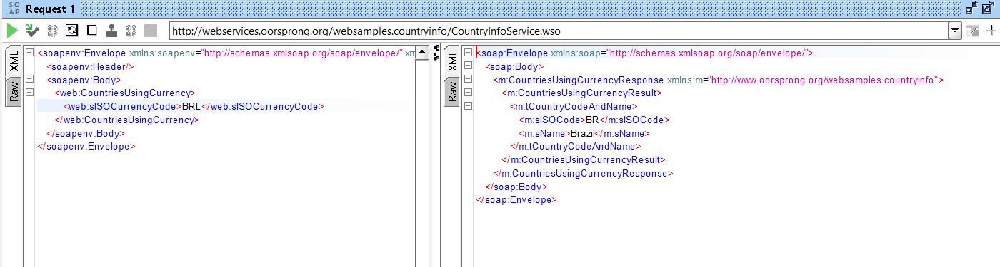 SO AP Request 1
SO AP SO AP http://webservices.oorsprong.org/websamples.countryinfo/CountryInfoService.wso
XML
Raw
<soapenv:Envelope xmlns:soapenv="http://schemas.xmlsoap.org/soap/envelope/" xm
<soapenv:Header/>
<soapenv:Body>
<web:CountriesUsingCurrency>
<web:sISOCurrencyCode>BRL</web:sISOCurrencyCode>
</web:CountriesUsingCurrency>
</soapenv:Body>
</soapenv:Envelope>
XML
Raw
<soap:Envelope xmlns:soap="http://schemas.xmlsoap.org/soap/envelope/">
<soap:Body>
<m:CountriesUsingCurrencyResponse xmlns:m="http://www.oorsprong.org/websamples.countryinfo">
<m:CountriesUsingCurrencyResult>
<m:tCountryCodeAndName>
<m:sISOCode>BR</m:sISOCode>
<m:sName>Brazil</m:sName>
</m:tCountryCodeAndName>
</m:CountriesUsingCurrencyResult>
</m:CountriesUsingCurrencyResponse>
</soap:Body>
</soap:Envelope>